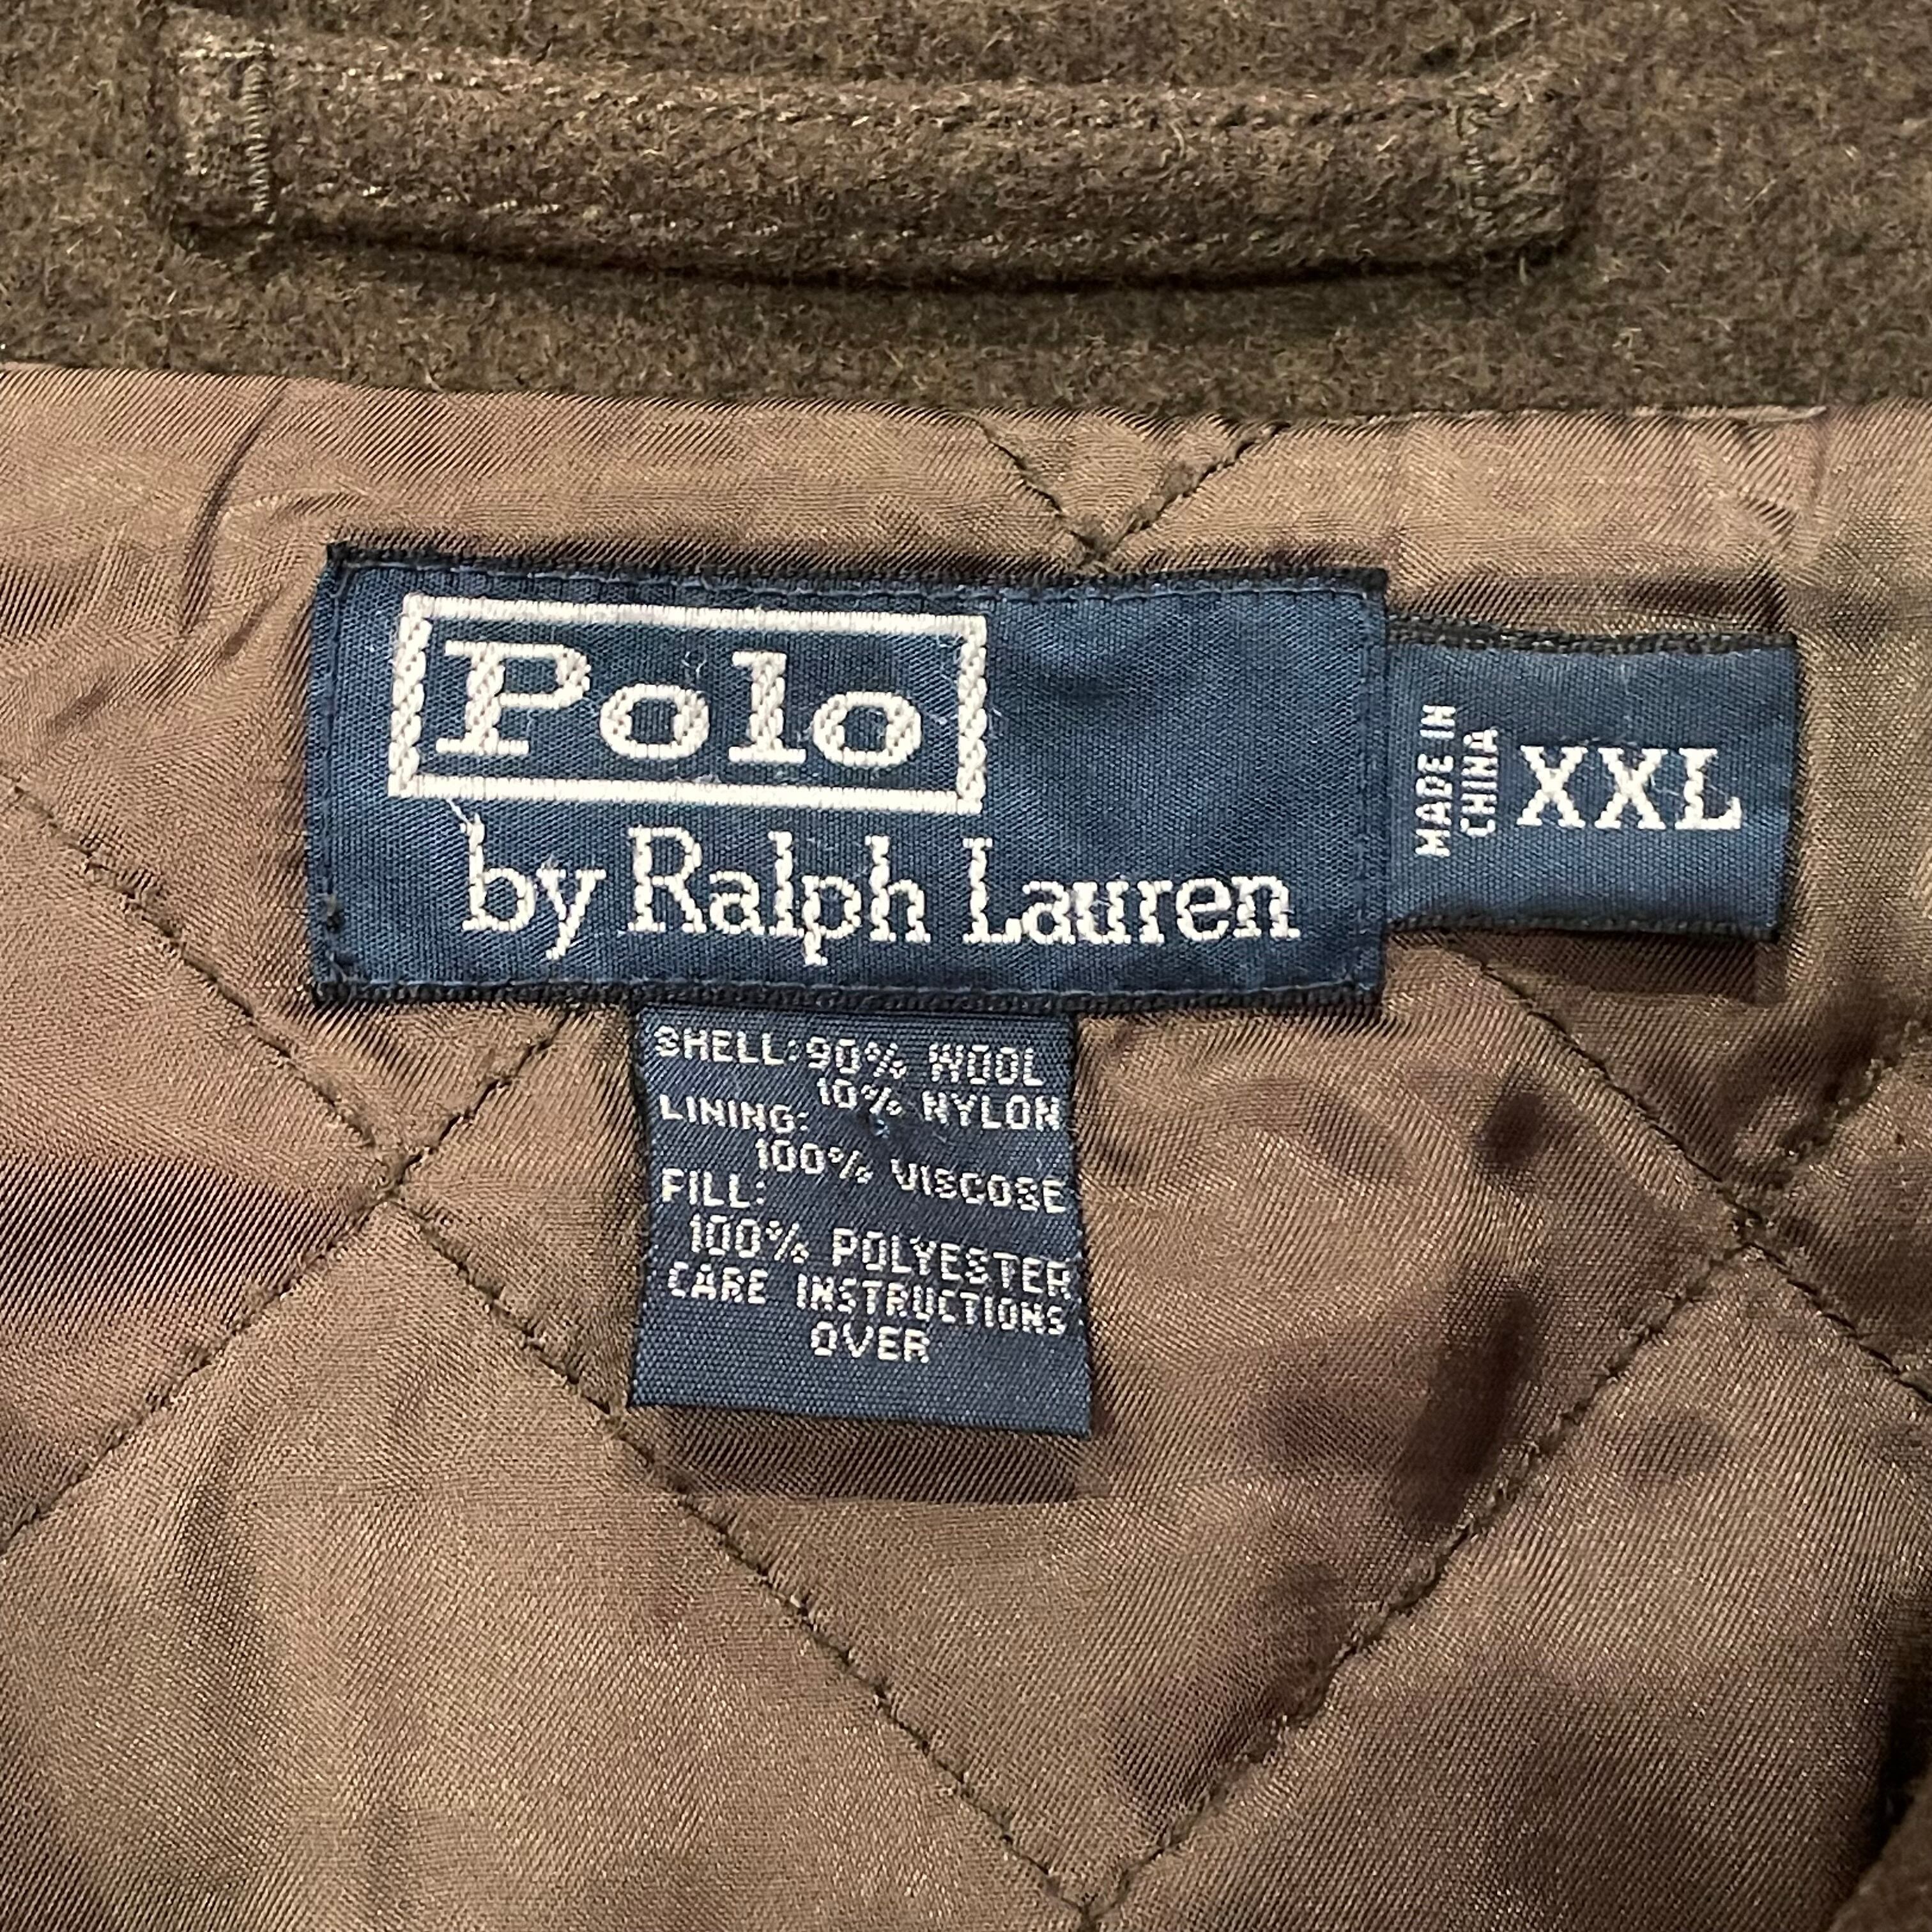 Polo
by Ralph Lauren
MADE IN
CHINA
XXL
SHELL: 90% WOOL
10% NYLON
LINING:
100% VISCOSE
FILL:
100% POLYESTER
CARE INSTRUCTIONS
OVER